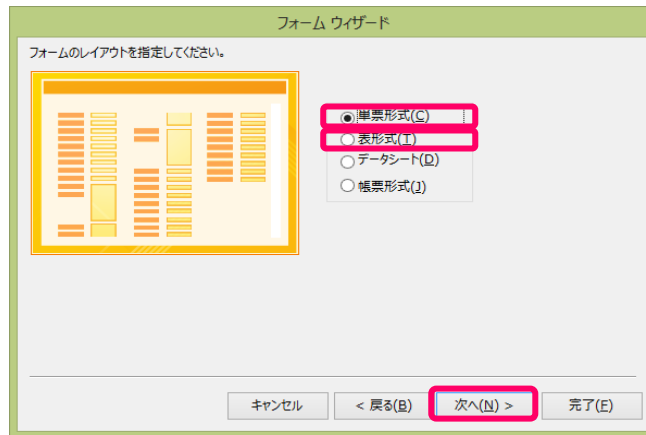 フォーム ウィザード
フォームのレイアウトを指定してください。
単票形式(C)
表形式(T)
データシート(D)
帳票形式(J)
キャンセル
< 戻る(B)
次へ(N) >
完了(F)